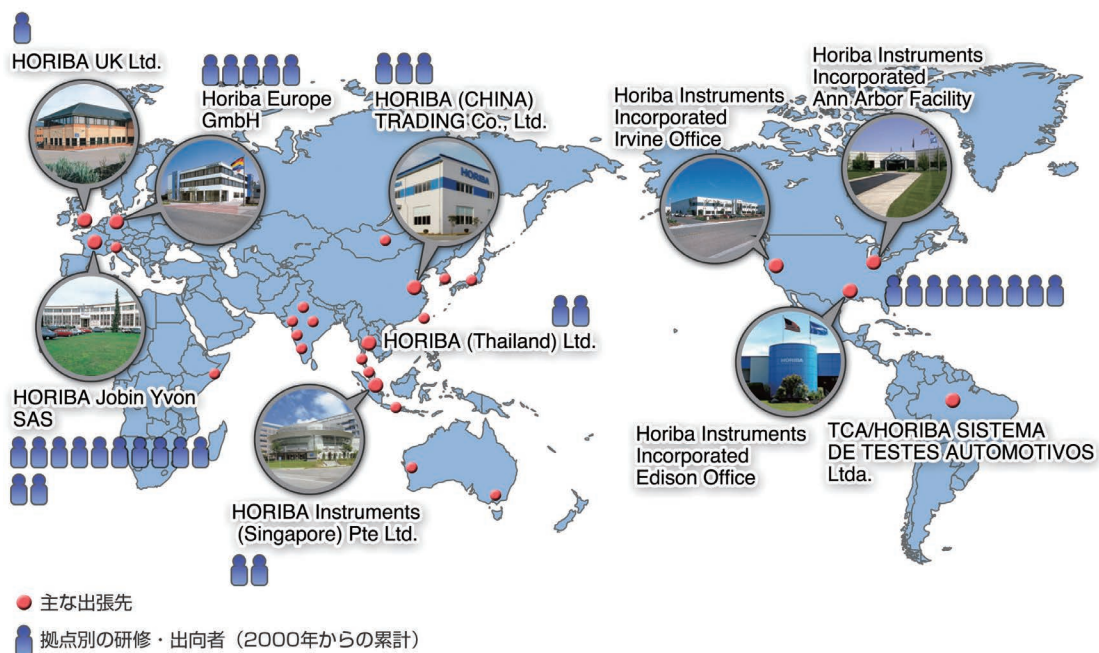 HORIBA UK Ltd.
Horiba Europe
GmbH
HORIBA (CHINA)
TRADING Co., Ltd.
Horiba Instruments
Incorporated
Irvine Office
Horiba Instruments
Incorporated
Ann Arbor Facility
HORIBA
HORIBA (Thailand) Ltd.
HORIBA Jobin Yvon
SAS
HORIBA
HORIBA Instruments
(Singapore) Pte Ltd.
Horiba Instruments
Incorporated
Edison Office
TCA/HORIBA SISTEMA
DE TESTES AUTOMOTIVOS
Ltda.
主な出張先
拠点別の研修・出向者（2000年からの累計）